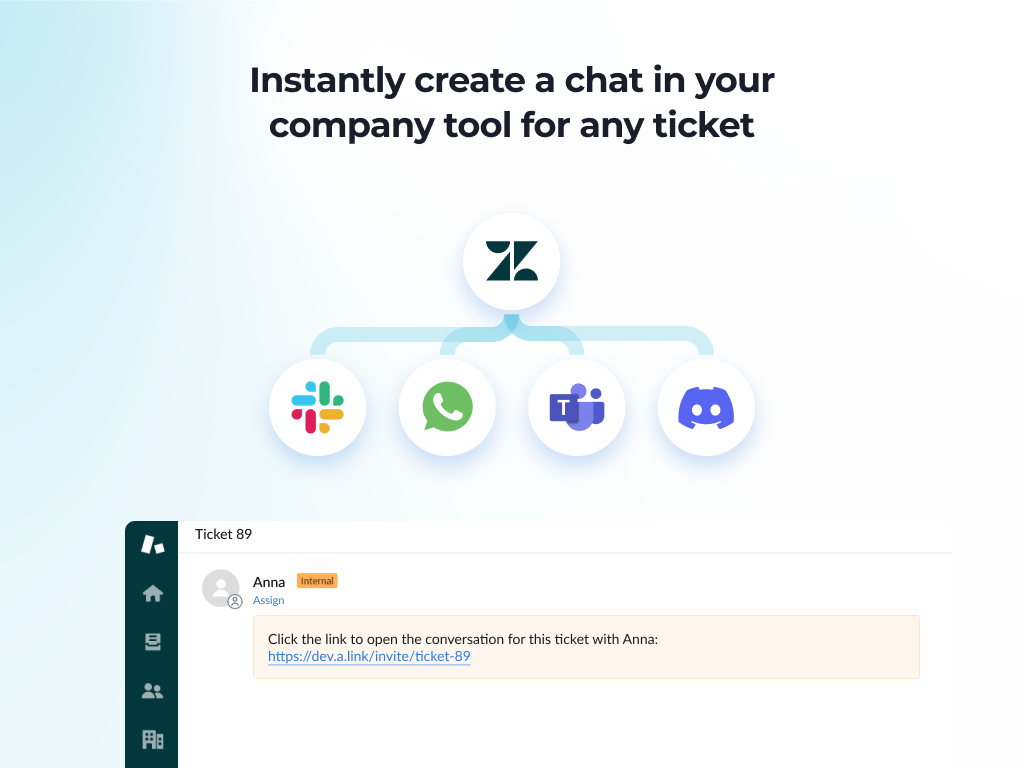 Instantly create a chat in your
company tool for any ticket
T
Ticket 89
Anna Internal
Assign
Click the link to open the conversation for this ticket with Anna:
https://dev.a.link/invite/ticket-89